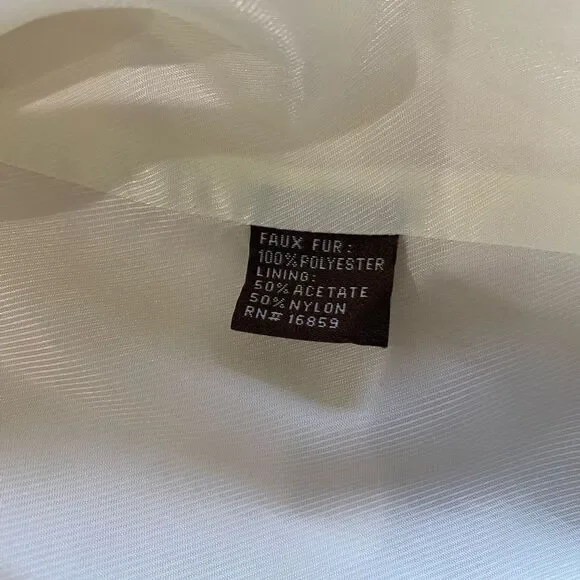 FAUX FUR:
100% POLYESTER
LINING:
50% ACETATE
50% NYLON
RN# 16859